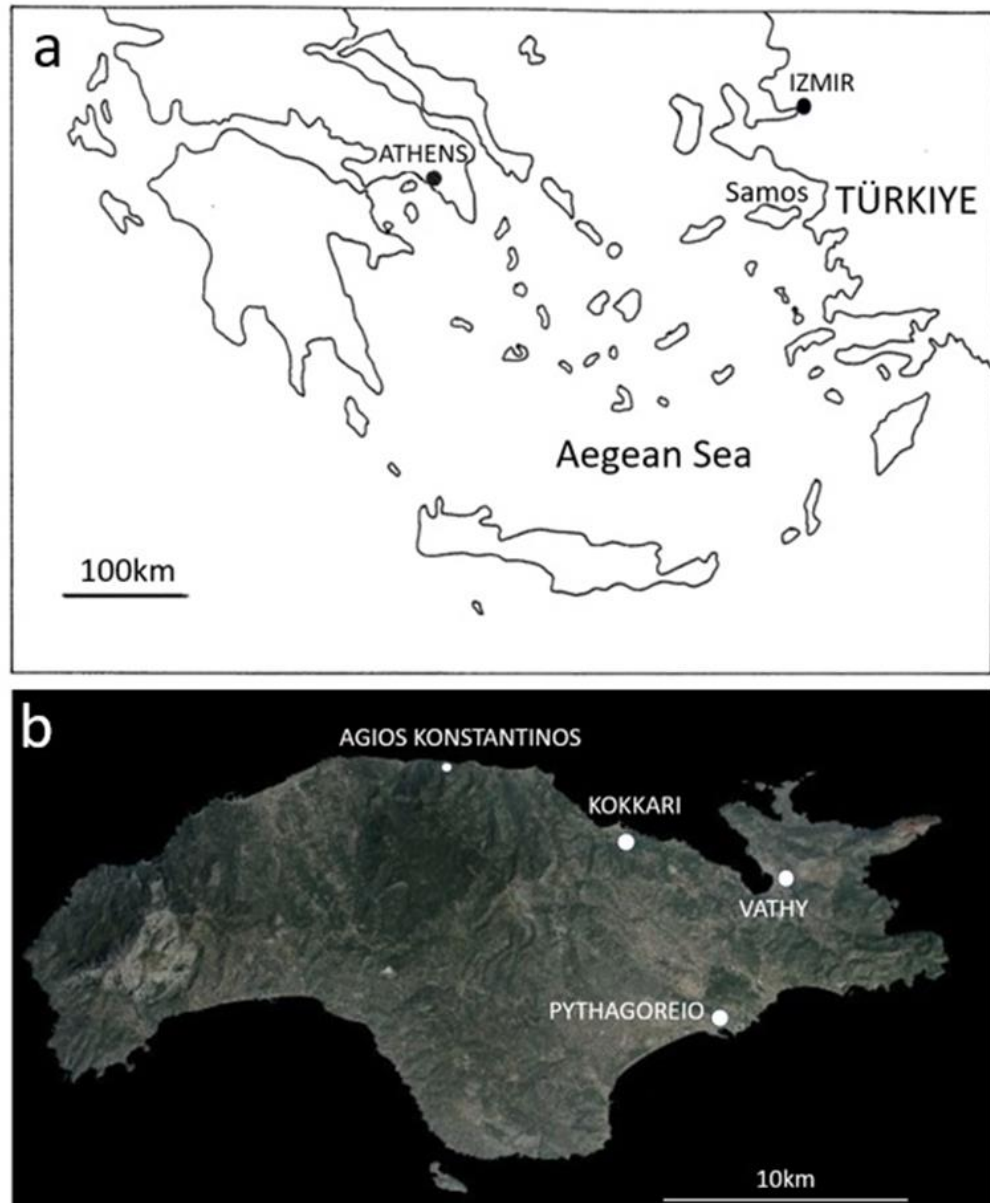 a
IZMIR
ATHENS
Samos
TÜRKIYE
Aegean Sea
100km
b
AGIOS KONSTANTINOS
KOKKARI
VATHY
PYTHAGOREIO
10km